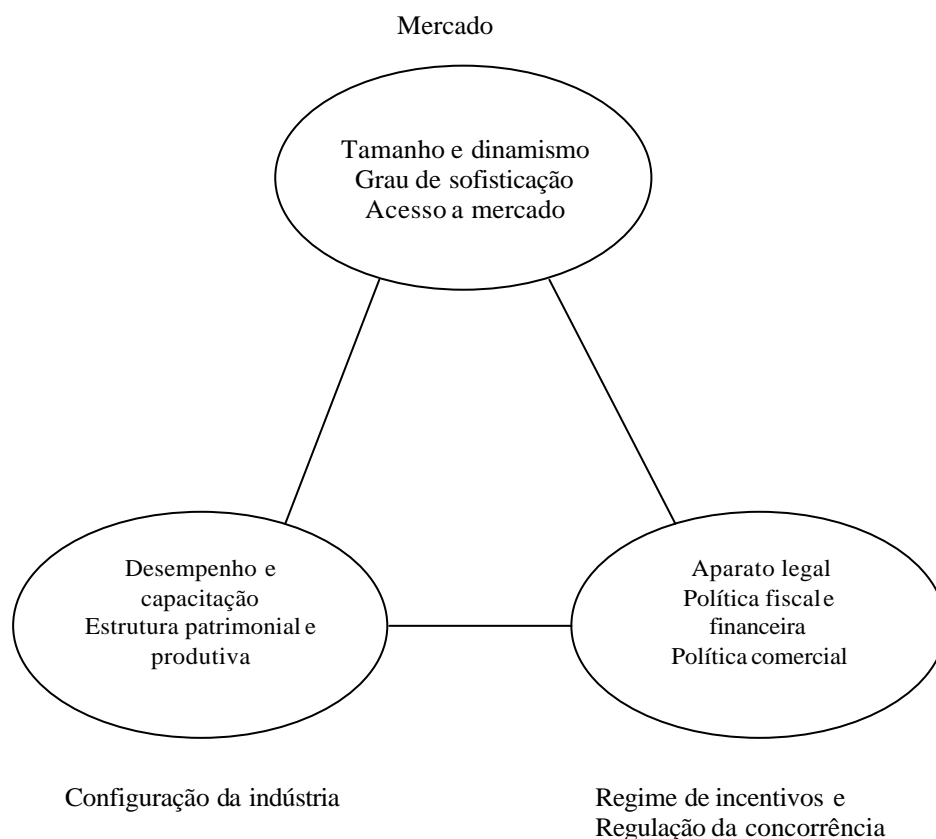 Mercado
Tamanho e dinamismo
Grau de sofisticação
Acesso a mercado
Desempenho e
capacitação
Estrutura patrimonial e
produtiva
Aparato legal
Política fiscal e
financeira
Política comercial
Configuração da indústria
Regime de incentivos e
Regulação da concorrência